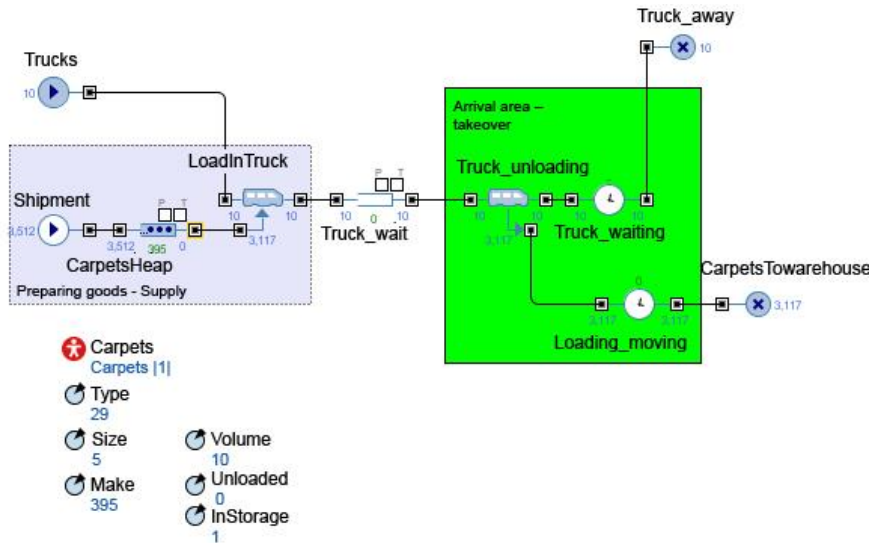 Truck_away
10
Trucks
10
Arrival area –
takeover
LoadInTruck
P T
Truck_unloading
Shipment
P T
10 10
10 0 10
10 10 10
3,512
3,512 395 0
3,117
Truck_wait
3,117
Truck_waiting
CarpetsHeap
0
CarpetsTowarehouse
Preparing goods - Supply
3,117 3,117
3,117
Loading_moving
Carpets
Carpets |1|
Type
29
Size
5
Volume
10
Make
395
Unloaded
0
InStorage
1